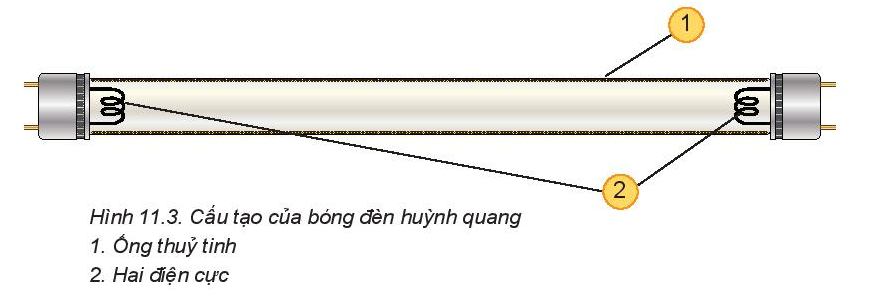 1
2
Hình 11.3. Cấu tạo của bóng đèn huỳnh quang
1. Ống thuỷ tinh
2. Hai điện cực